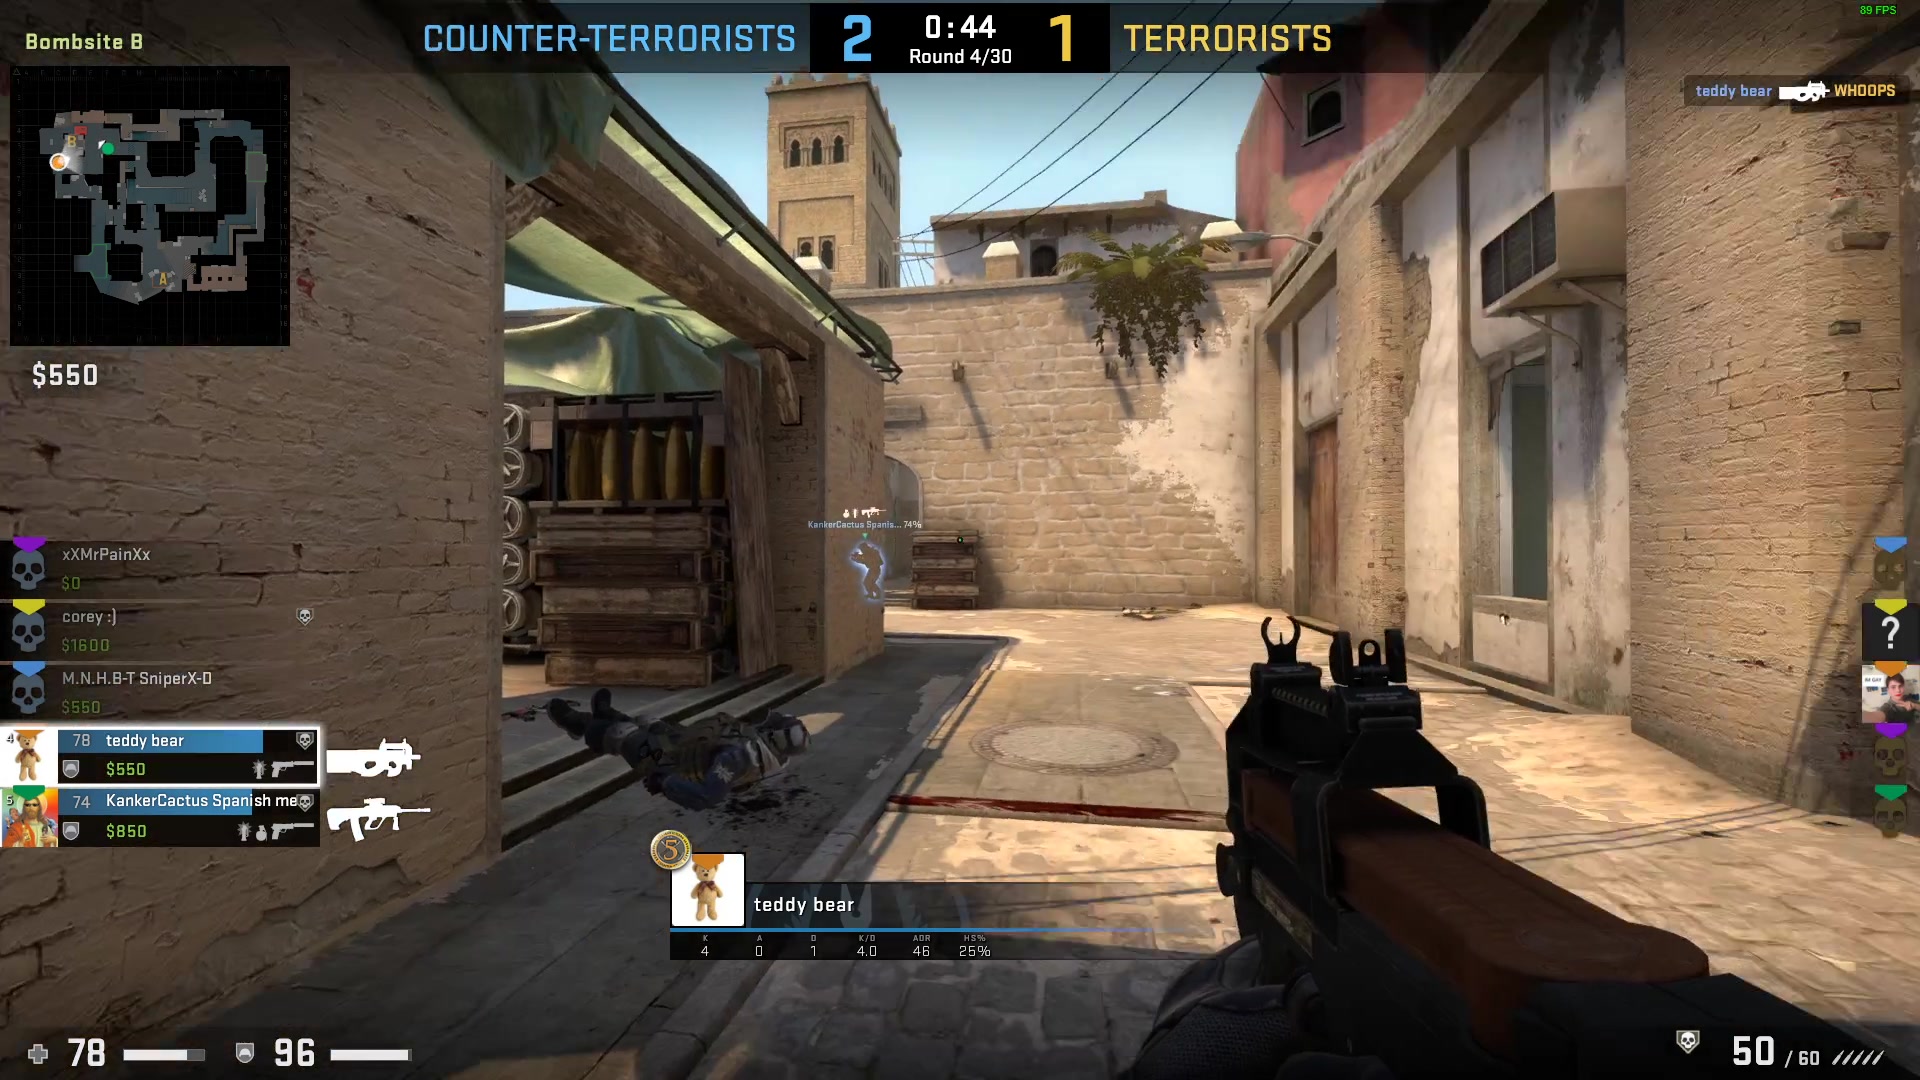 89 FPS
Bombsite B
COUNTER-TERRORISTS
2
0:44
Round 4/30
1
TERRORISTS
teddy bear WHOOPS
B
A
$550
KankerCactus Spanis... 74%
xXMrPainXx
$0
corey :)
$1600
M.N.H.B-T SniperX-D
$550
4 78 teddy bear
$550
5 74 KankerCactus Spanish me
$850
?
5
teddy bear
K A D K/D ADR HS%
4 0 1 4.0 46 25%
78 96
50 / 60